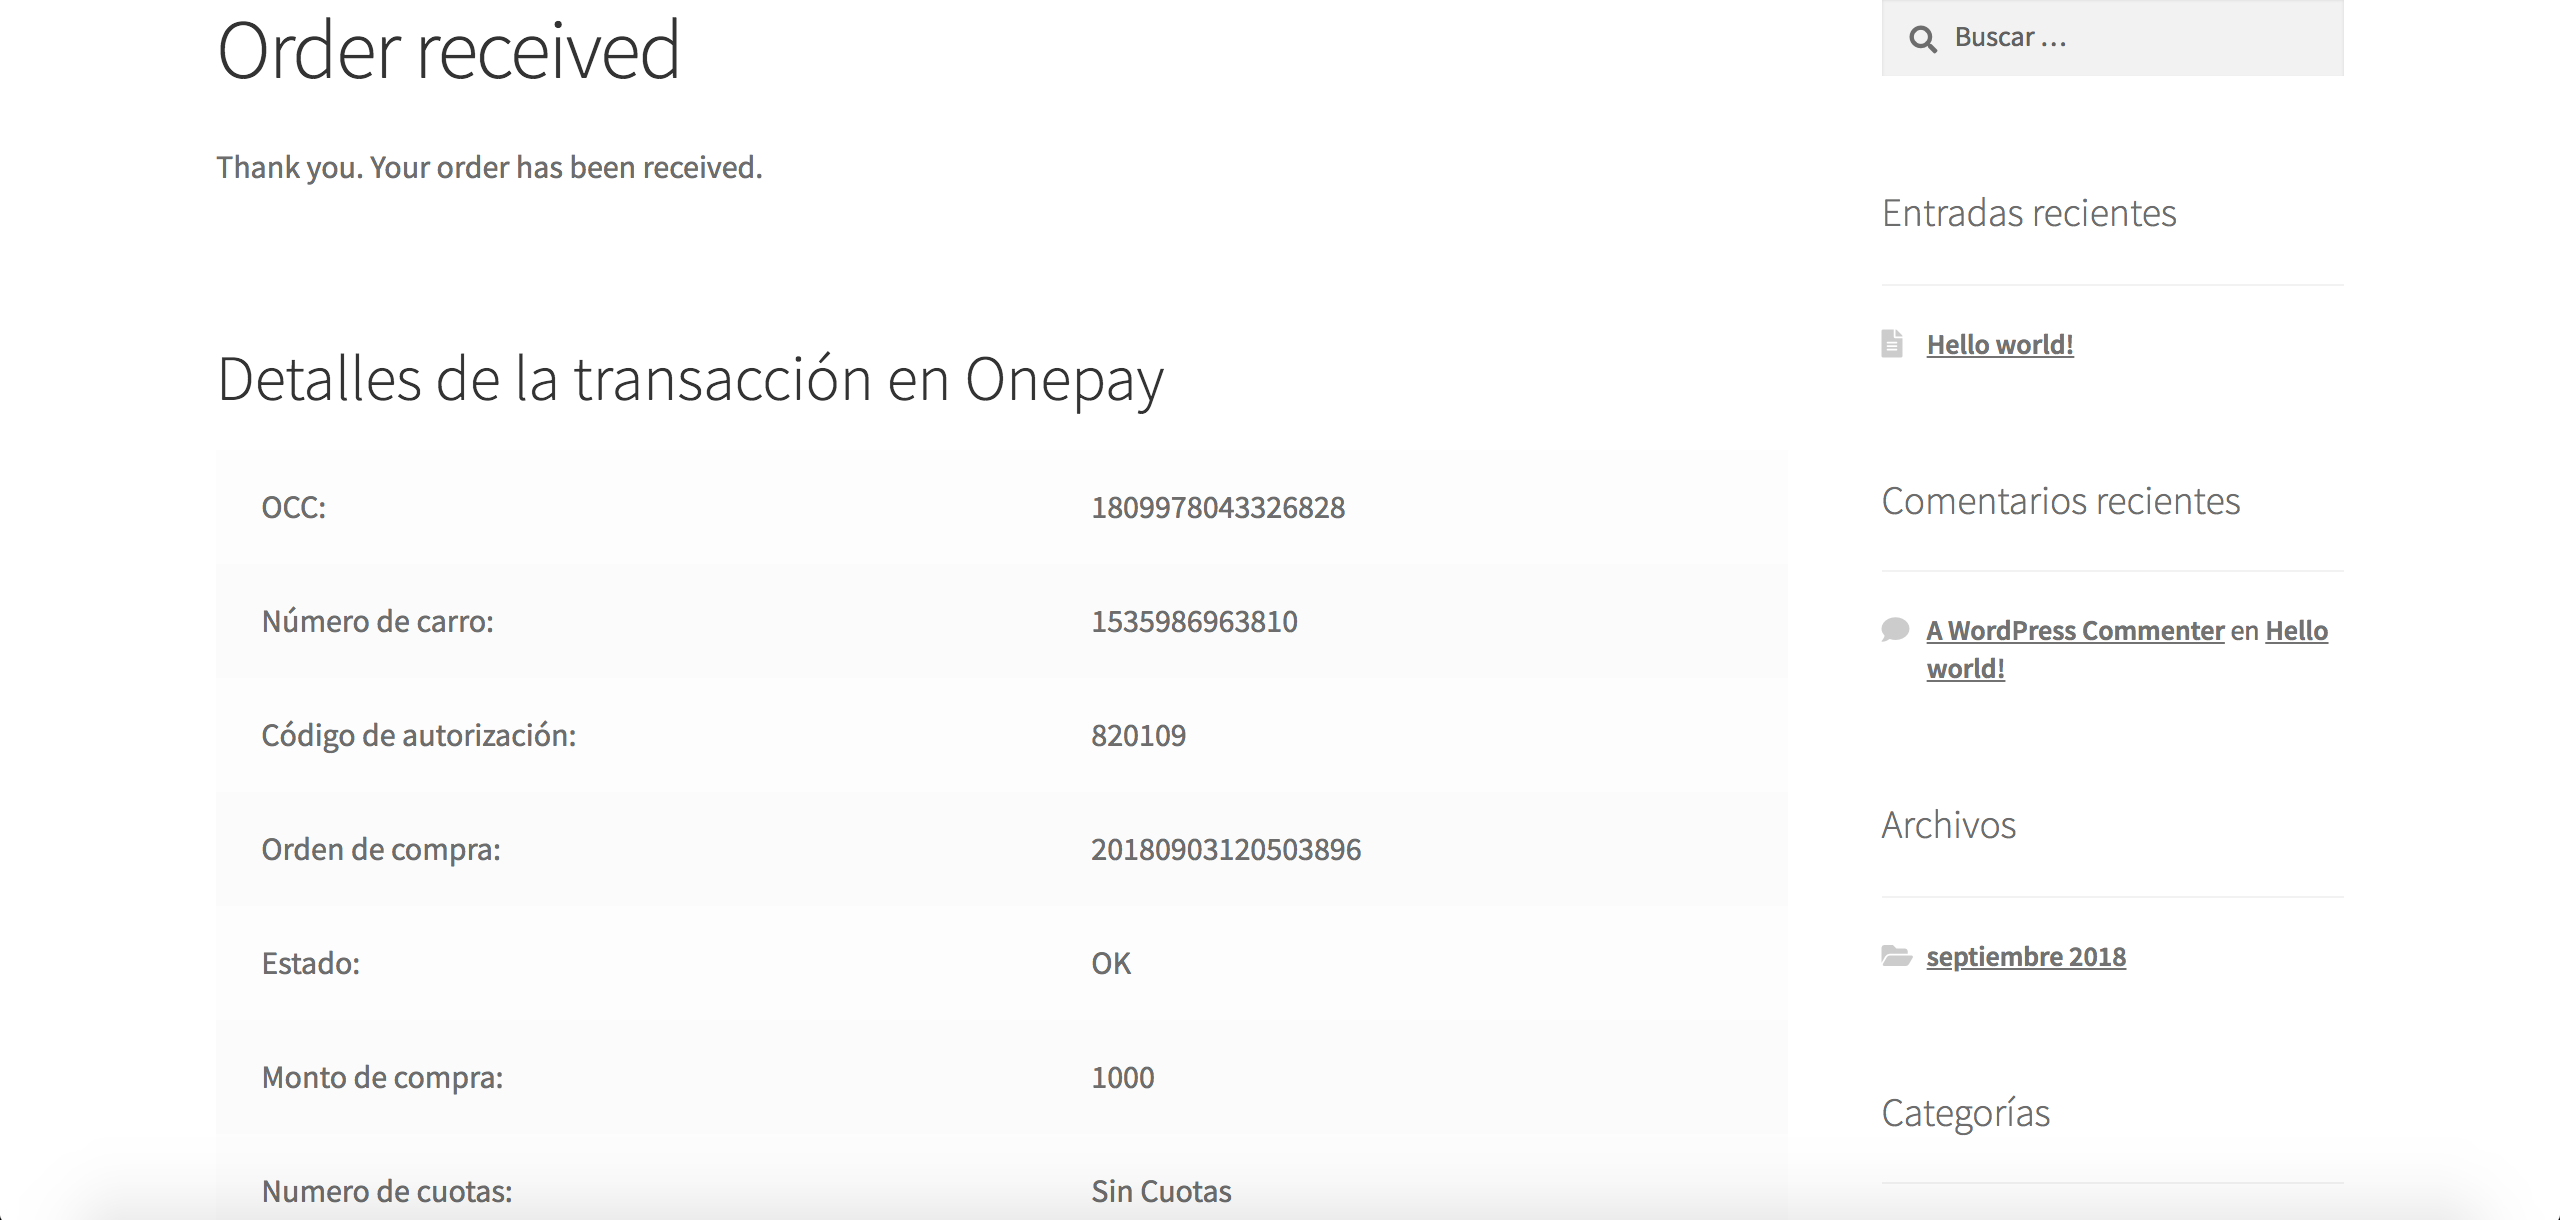 Order received
Thank you. Your order has been received.
Detalles de la transacción en Onepay
OCC: 1809978043326828
Número de carro: 1535986963810
Código de autorización: 820109
Orden de compra: 20180903120503896
Estado: OK
Monto de compra: 1000
Numero de cuotas: Sin Cuotas
Buscar …
Entradas recientes
Hello world!
Comentarios recientes
A WordPress Commenter en Hello
world!
Archivos
septiembre 2018
Categorías